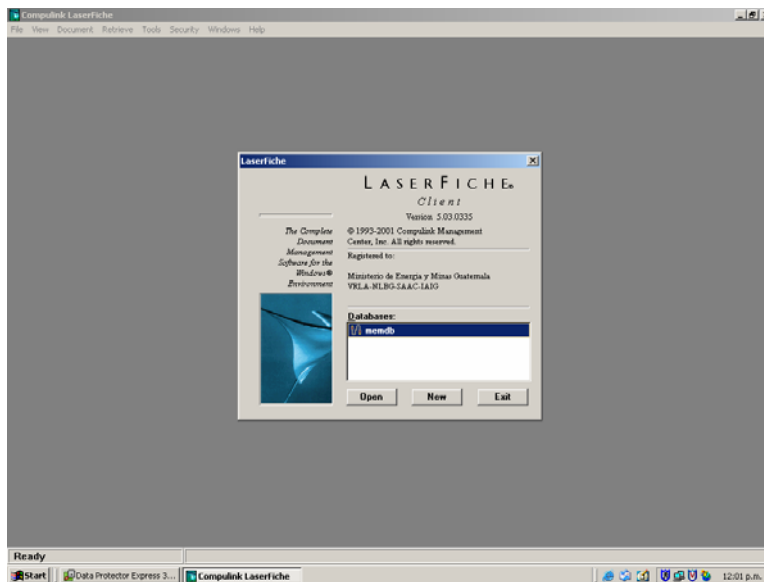 Compulink LaserFiche
File View Document Retrieve Tools Security Windows Help
LaserFiche
LASERFICHE®
Client
Version 5.03.0335
The Complete
Document
Management
Software for the
Windows®
Environment
© 1993-2001 Compulink Management
Center, Inc. All rights reserved.
Registered to:
Ministerio de Energia y Minas Guatemala
VRLA-NLBG-SAAC-IAIG
Databases:
memdb
Open New Exit
Ready
Start Data Protector Express 3... Compulink LaserFiche 12:01 p.m.